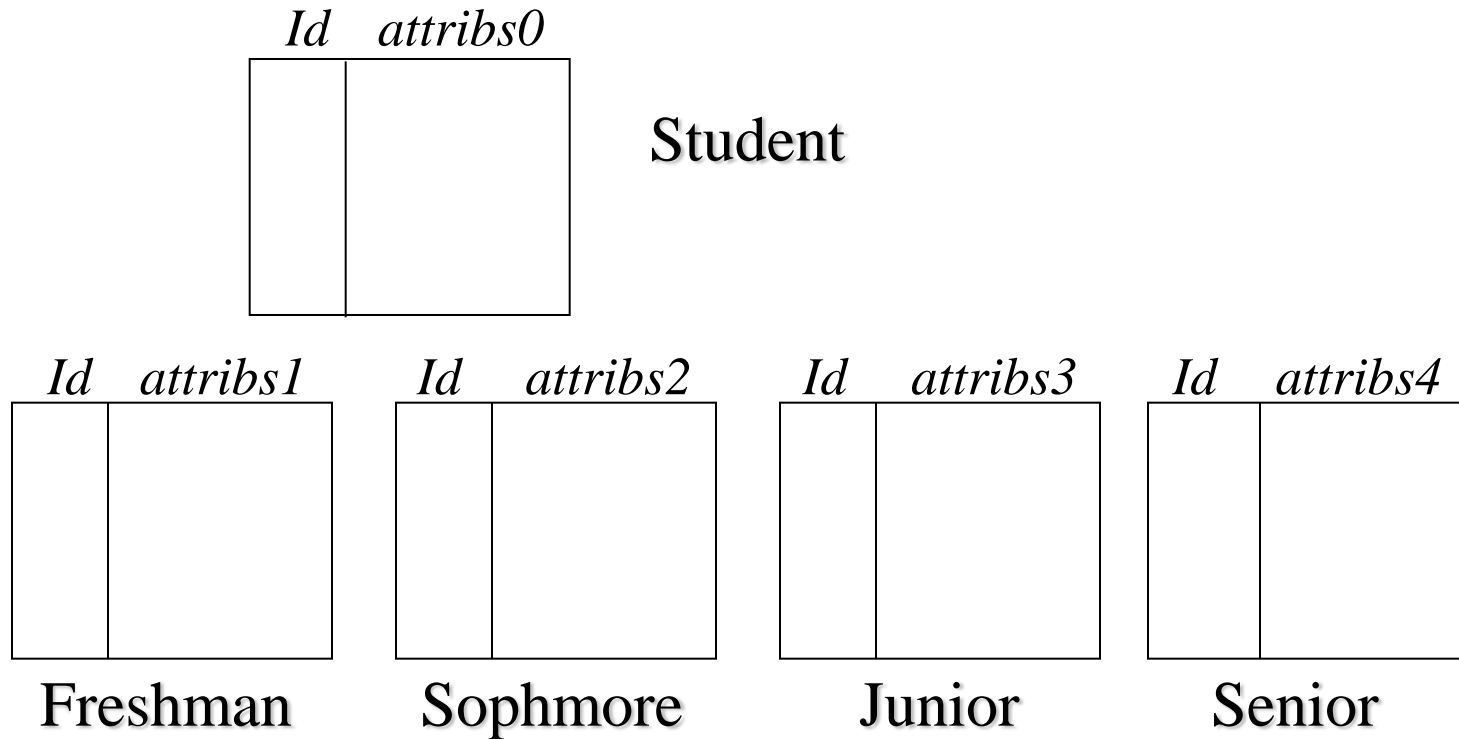 Id attribs0
Student
Id attribs1 Id attribs2 Id attribs3 Id attribs4
Freshman Sophmore Junior Senior